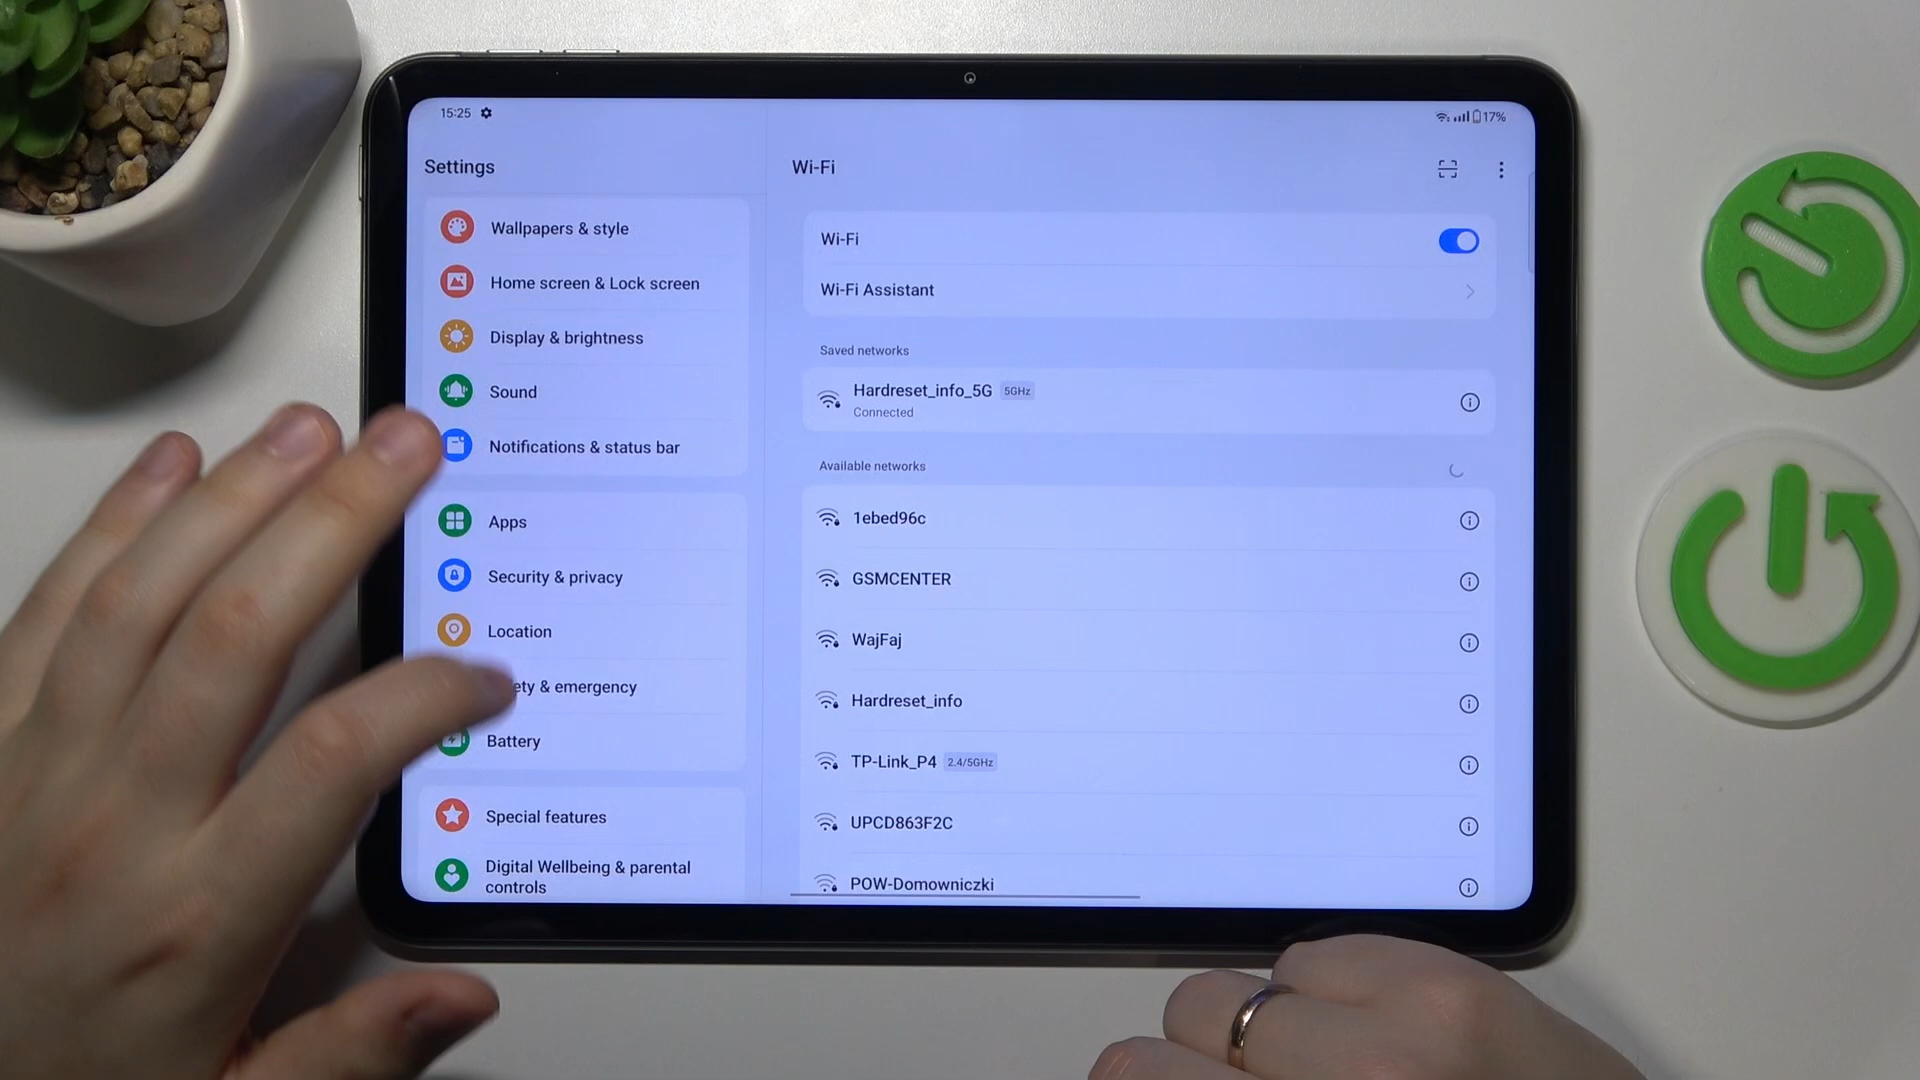 15:25
17%
Settings
Wallpapers & style
Home screen & Lock screen
Display & brightness
Sound
Notifications & status bar
Apps
Security & privacy
Location
ety & emergency
Battery
Special features
Digital Wellbeing & parental
controls
Wi-Fi
Wi-Fi
Wi-Fi Assistant
Saved networks
Hardreset_info_5G 5GHz
Connected
Available networks
1ebed96c
GSMCENTER
WajFaj
Hardreset_info
TP-Link_P4 2.4/5GHz
UPCD863F2C
POW-Domowniczki